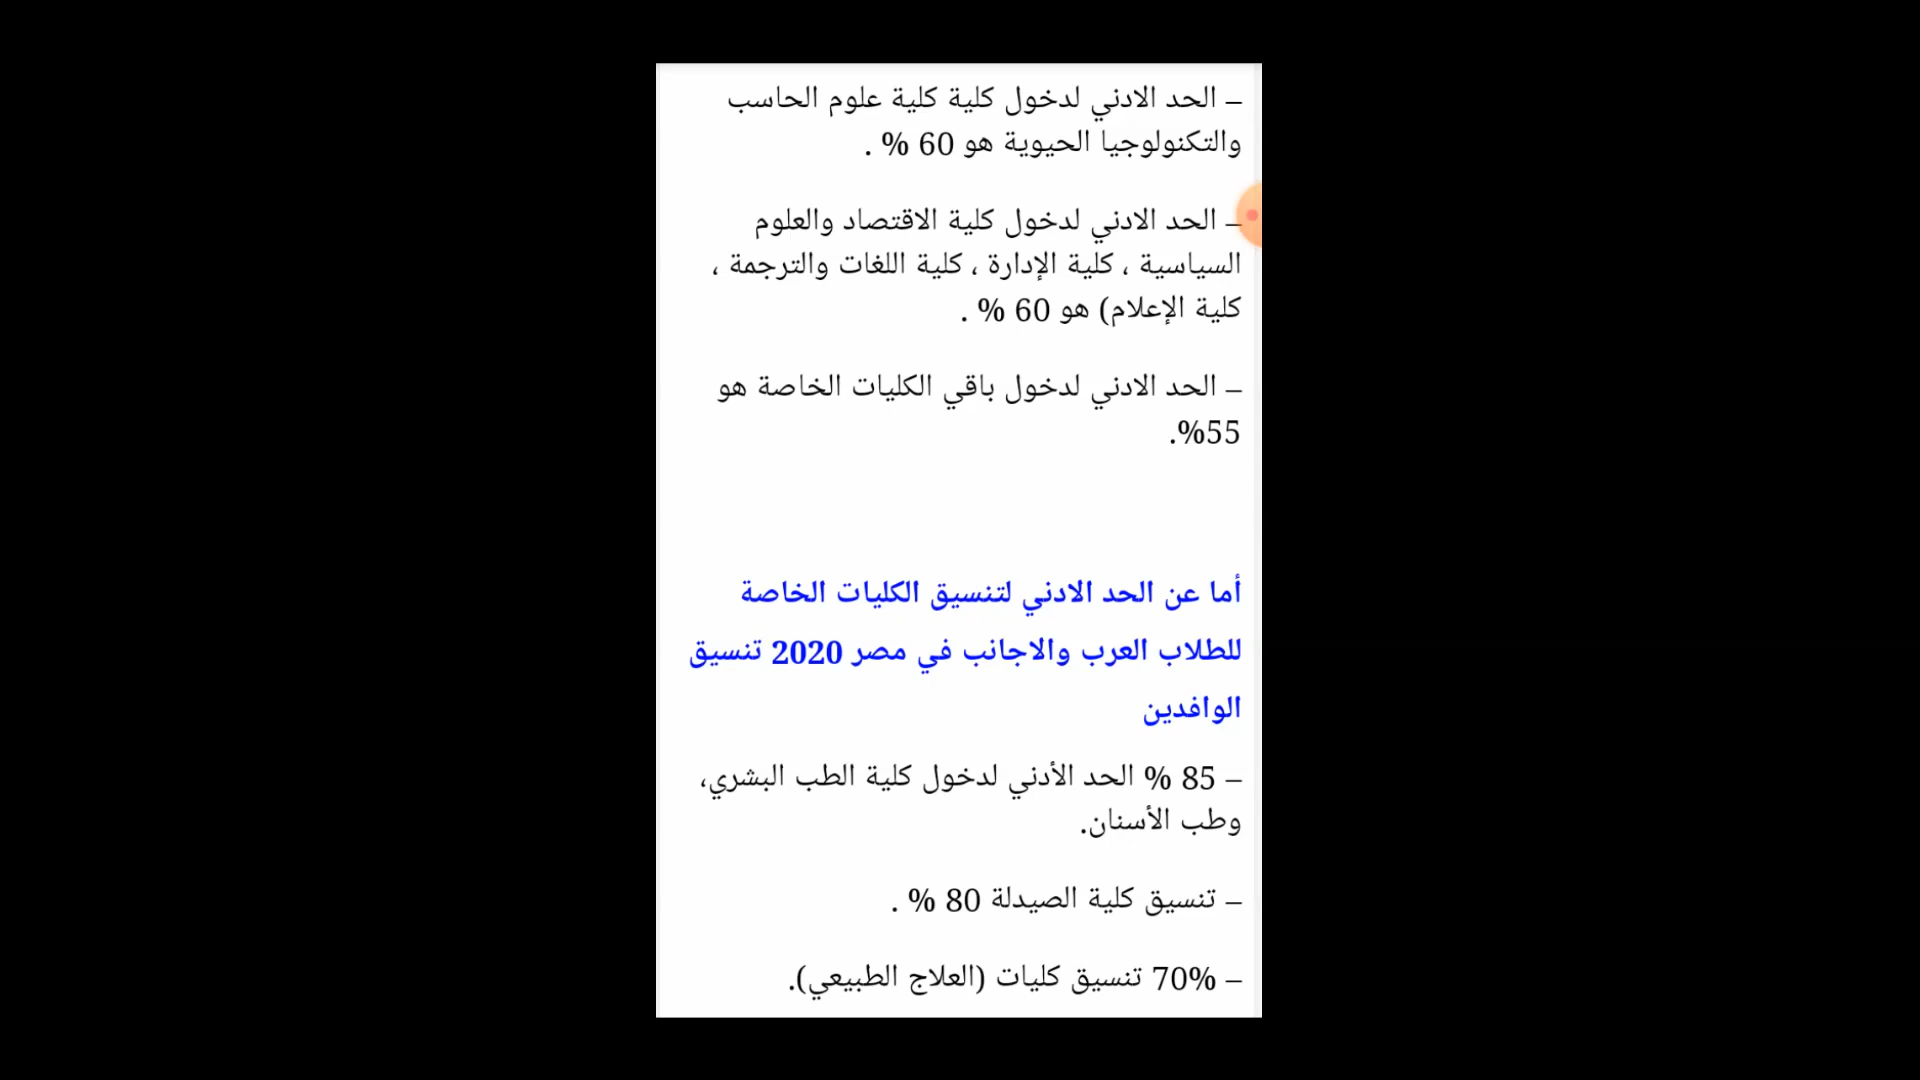 – الحد الادني لدخول كلية كلية علوم الحاسب
والتكنولوجيا الحيوية هو 60 % .
– الحد الادني لدخول كلية الاقتصاد والعلوم
السياسية ، كلية الإدارة ، كلية اللغات والترجمة ،
كلية الإعلام) هو 60 % .
– الحد الادني لدخول باقي الكليات الخاصة هو
55%.
أما عن الحد الادني لتنسيق الكليات الخاصة
للطلاب العرب والاجانب في مصر 2020 تنسيق
الوافدين
– 85 % الحد الأدني لدخول كلية الطب البشري،
وطب الأسنان.
– تنسيق كلية الصيدلة 80 % .
– 70% تنسيق كليات (العلاج الطبيعي).